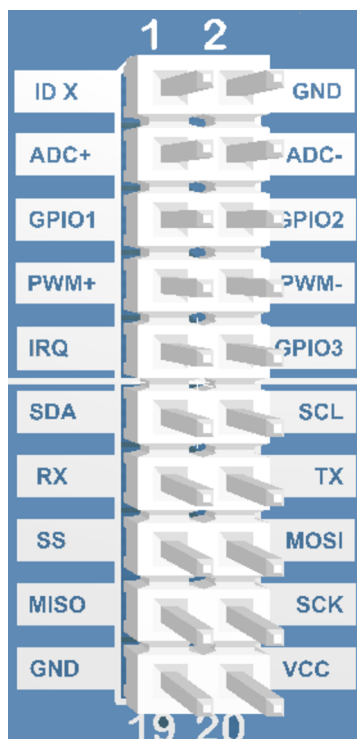 1 2
ID X GND
ADC+ ADC-
GPIO1 GPIO2
PWM+ PWM-
IRQ GPIO3
SDA SCL
RX TX
SS MOSI
MISO SCK
GND VCC
19 20